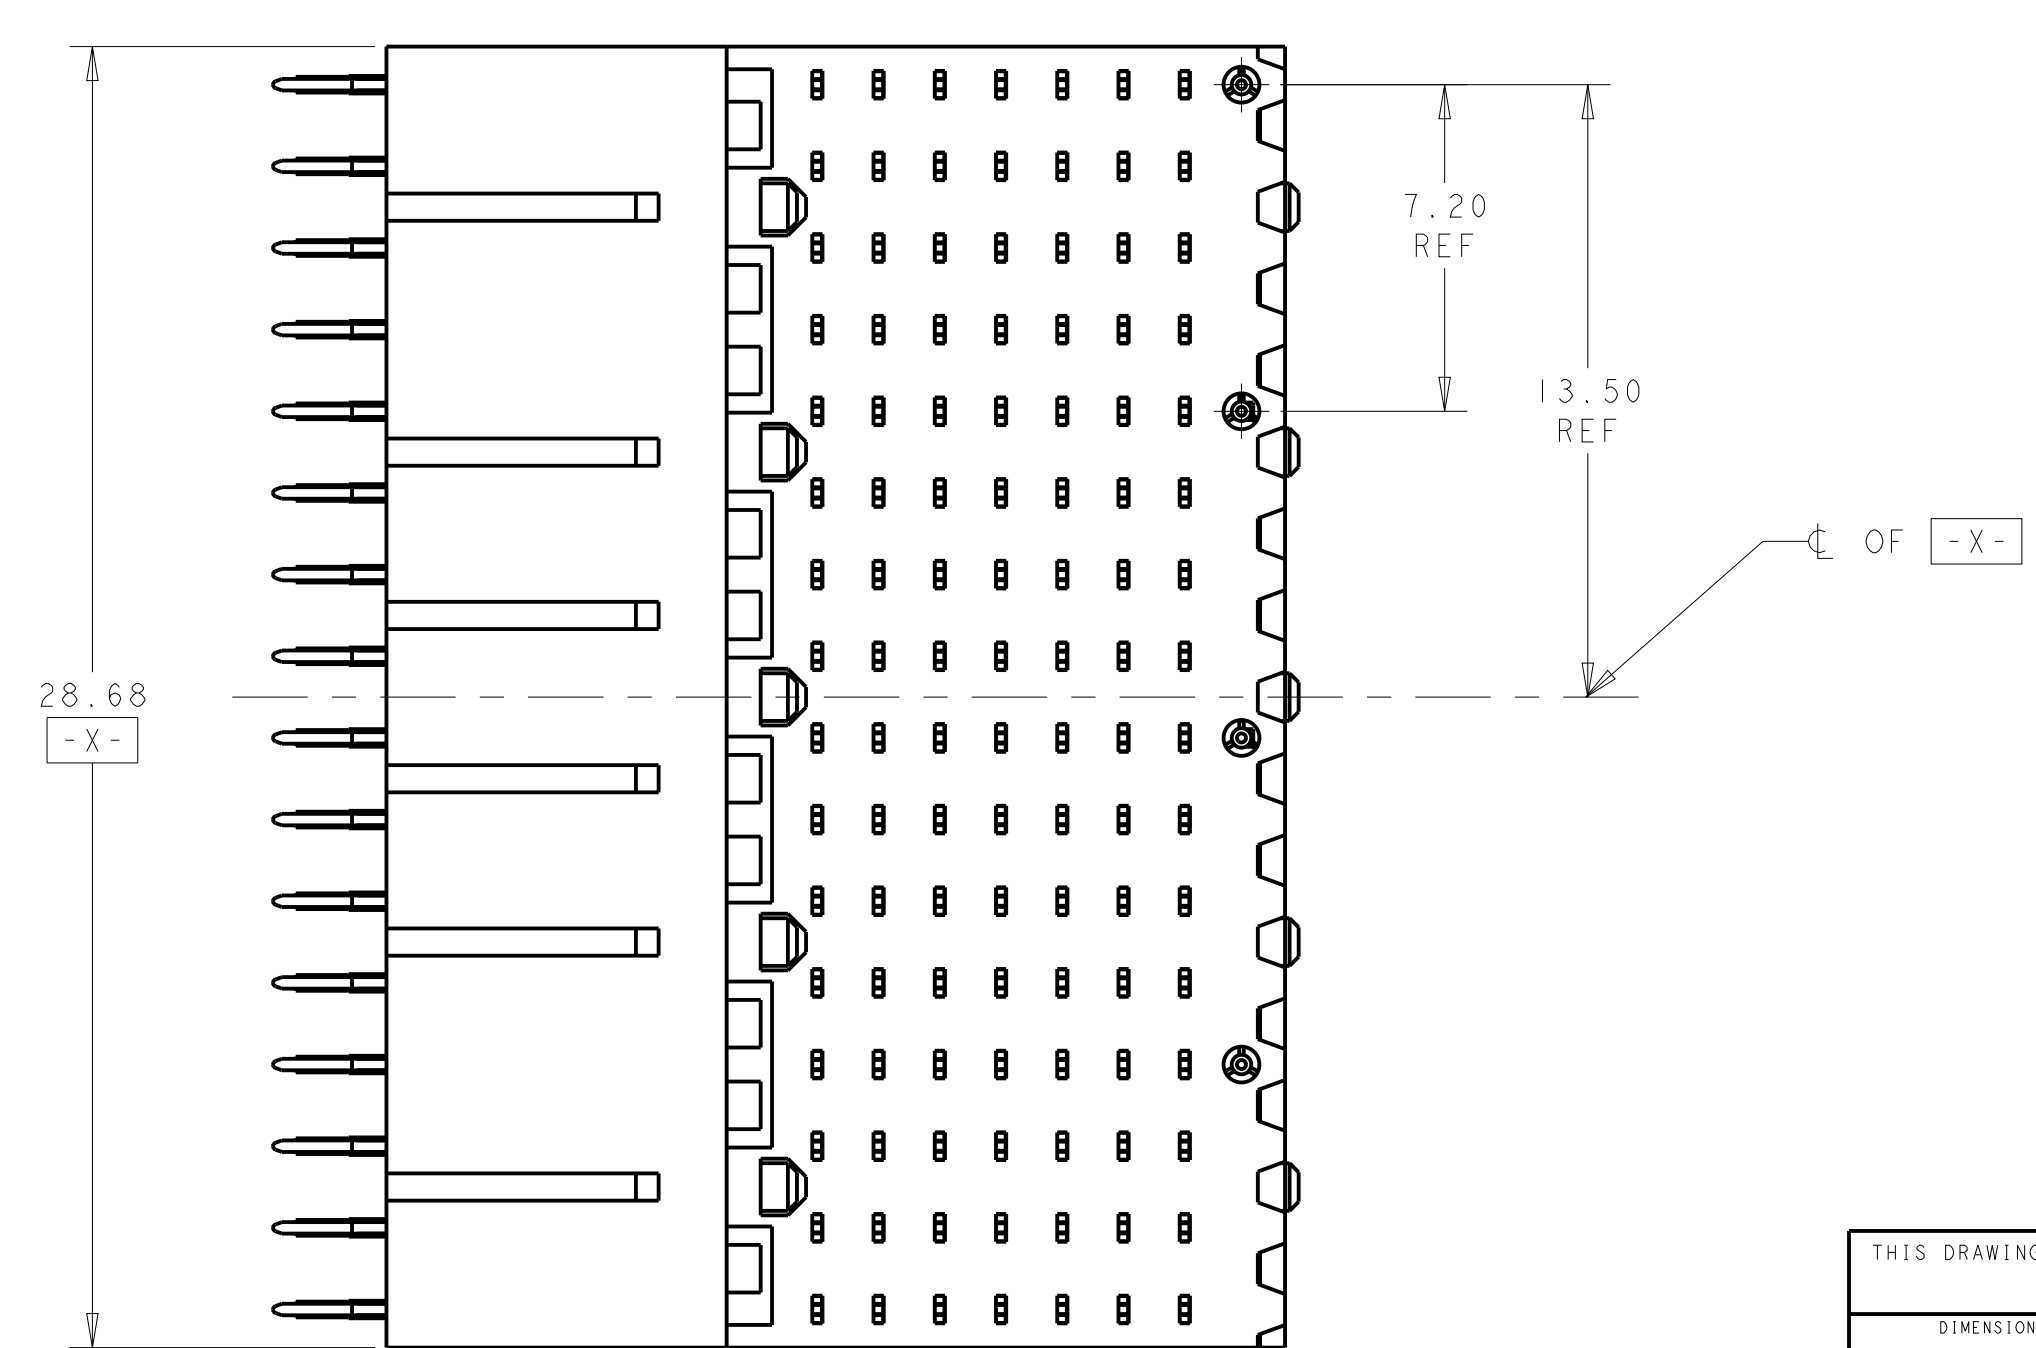 7.20
REF
13.50
REF
℄ OF -X-
28.68
-X-
THIS DRAWING
DIMENSION